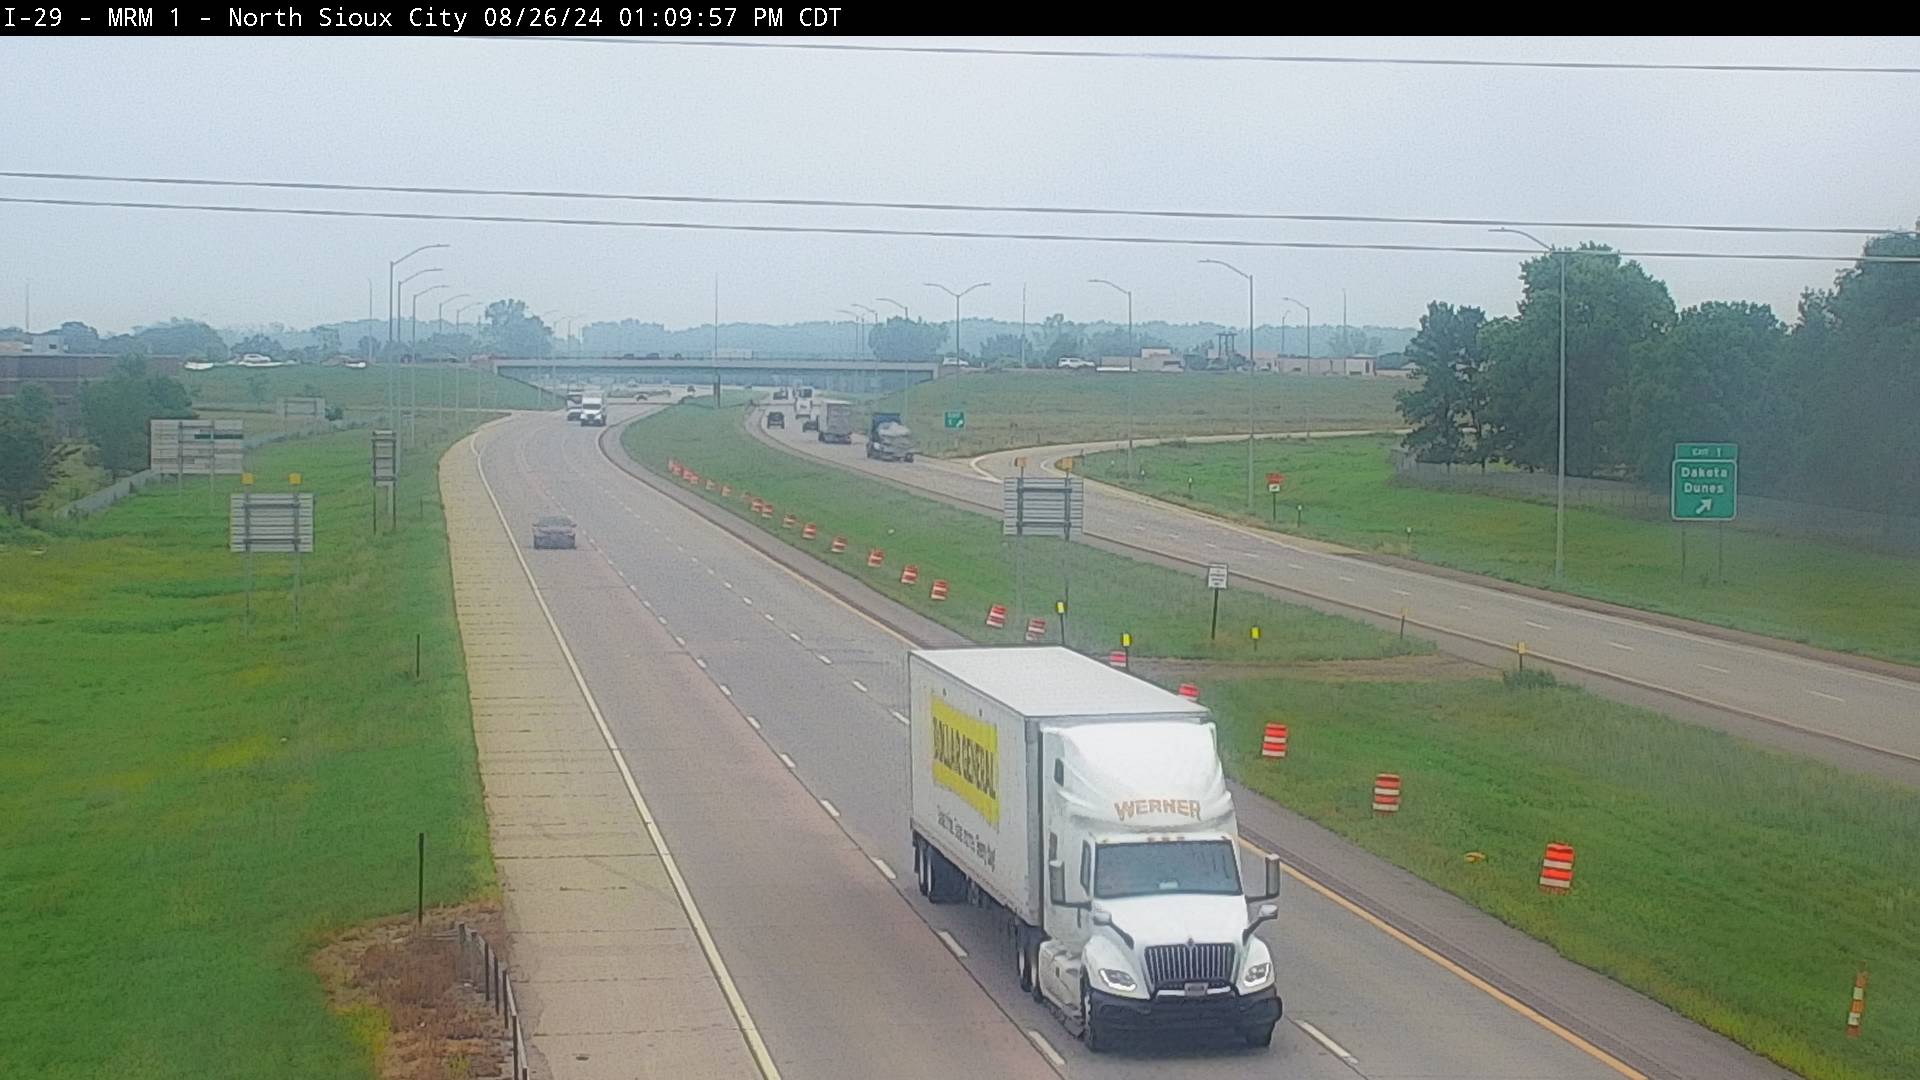 I-29 - MRM 1 - North Sioux City 08/26/24 01:09:57 PM CDT
EXIT 1
Dakota
Dunes
DOLLAR GENERAL
WERNER